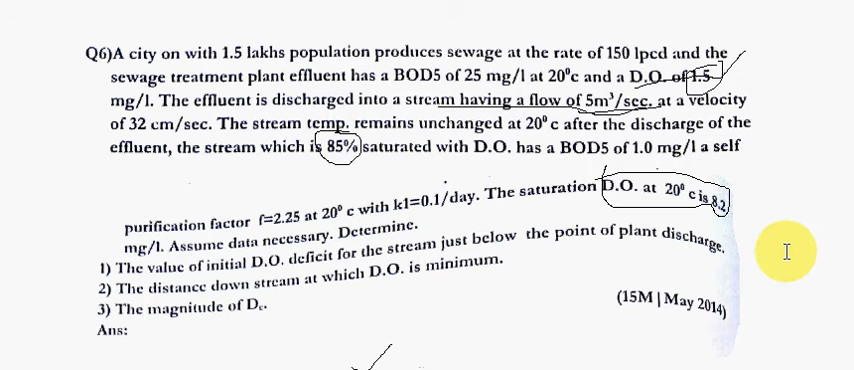 Q6)A city on with 1.5 lakhs population produces sewage at the rate of 150 lpcd and the
sewage treatment plant effluent has a BOD5 of 25 mg/l at 20⁰c and a D.O. of 1.5
mg/l. The effluent is discharged into a stream having a flow of 5m³/sec. at a velocity
of 32 cm/sec. The stream temp. remains unchanged at 20⁰ c after the discharge of the
effluent, the stream which is 85% saturated with D.O. has a BOD5 of 1.0 mg/l a self
purification factor f=2.25 at 20⁰ c with k1=0.1/day. The saturation D.O. at 20⁰ c is 8.2
mg/l. Assume data necessary. Determine.
1) The value of initial D.O. deficit for the stream just below the point of plant discharge.
2) The distance down stream at which D.O. is minimum.
3) The magnitude of Dc.
(15M | May 2014)
Ans: